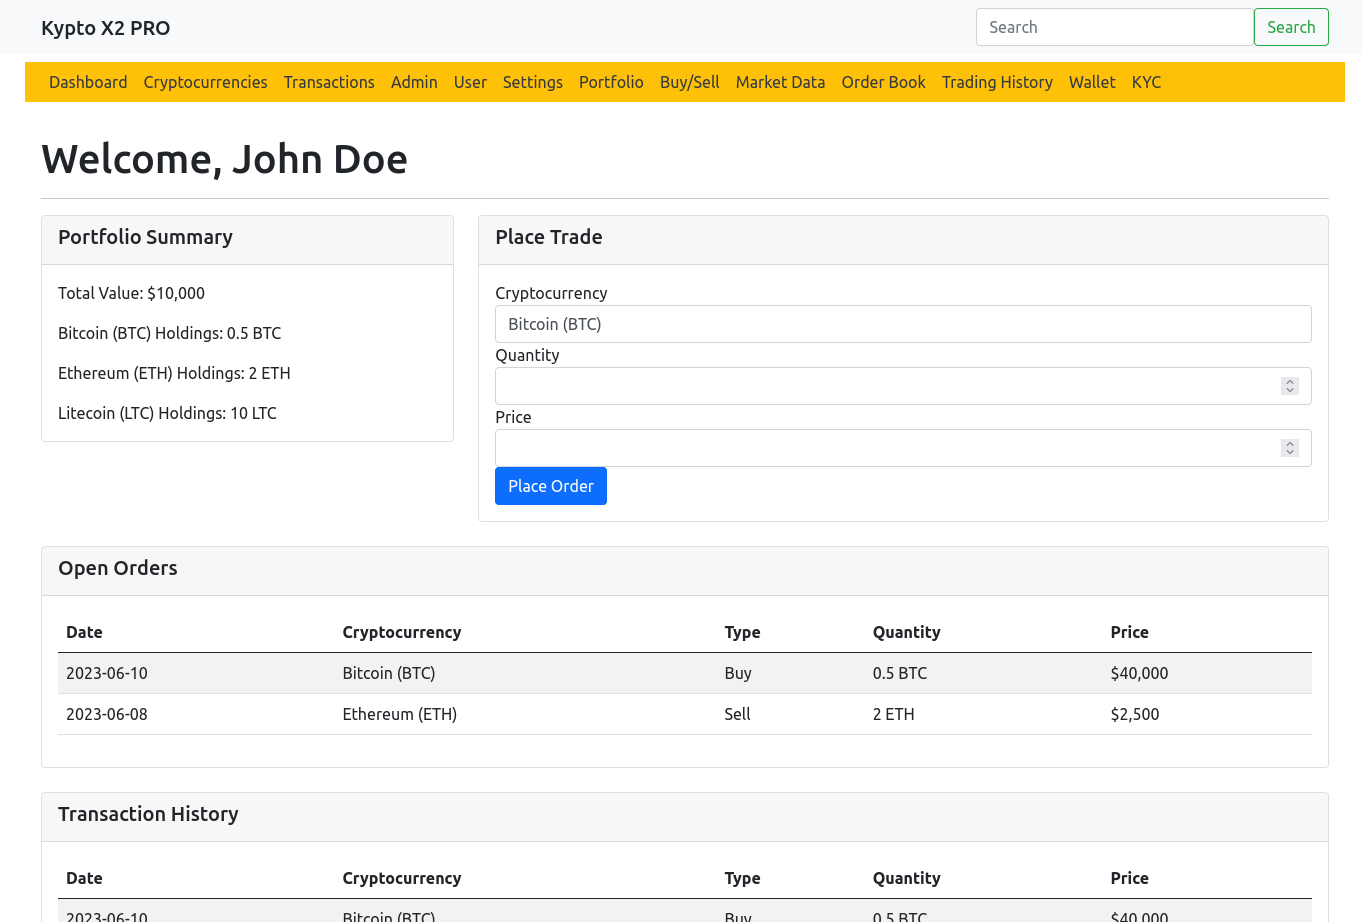 Kypto X2 PRO Search Search
Dashboard Cryptocurrencies Transactions Admin User Settings Portfolio Buy/Sell Market Data Order Book Trading History Wallet KYC
Welcome, John Doe
Portfolio Summary
Total Value: $10,000
Bitcoin (BTC) Holdings: 0.5 BTC
Ethereum (ETH) Holdings: 2 ETH
Litecoin (LTC) Holdings: 10 LTC
Place Trade
Cryptocurrency
Bitcoin (BTC)
Quantity
Price
Place Order
Open Orders
Date Cryptocurrency Type Quantity Price
2023-06-10 Bitcoin (BTC) Buy 0.5 BTC $40,000
2023-06-08 Ethereum (ETH) Sell 2 ETH $2,500
Transaction History
Date Cryptocurrency Type Quantity Price
2023-06-10 Bitcoin (BTC) Buy 0.5 BTC $40,000